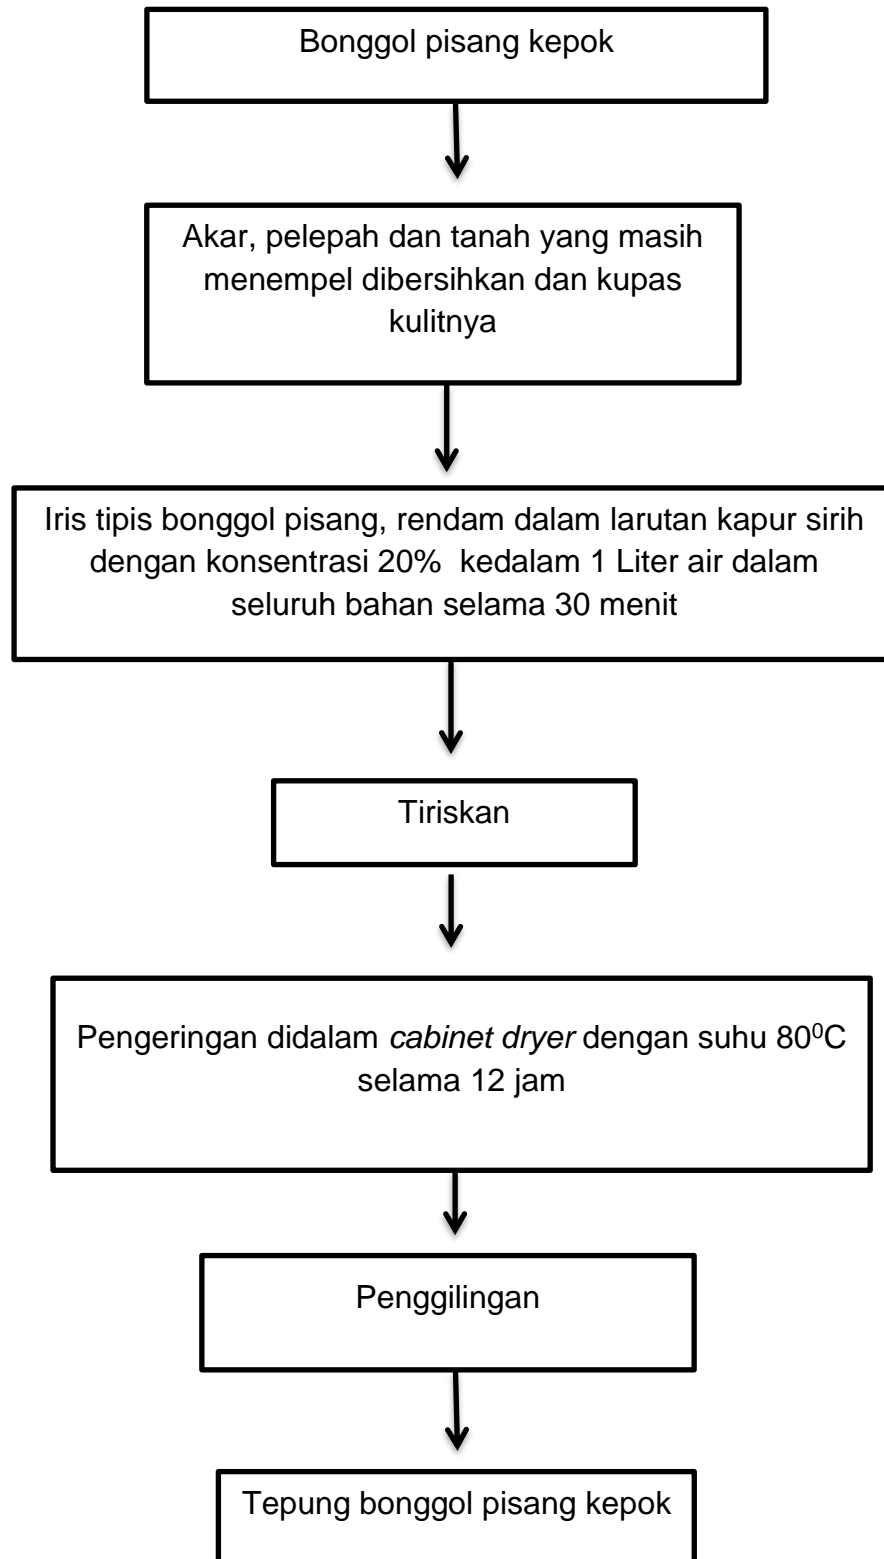 Bonggol pisang kepok
Akar, pelepah dan tanah yang masih
menempel dibersihkan dan kupas
kulitnya
Iris tipis bonggol pisang, rendam dalam larutan kapur sirih
dengan konsentrasi 20% kedalam 1 Liter air dalam
seluruh bahan selama 30 menit
Tiriskan
Pengeringan didalam cabinet dryer dengan suhu 80⁰C
selama 12 jam
Penggilingan
Tepung bonggol pisang kepok